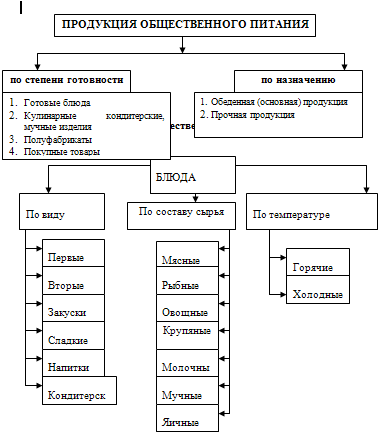 ПРОДУКЦИЯ ОБЩЕСТВЕННОГО ПИТАНИЯ
по степени готовности
1. Готовые блюда
2. Кулинарные кондитерские,
мучные изделия
3. Полуфабрикаты
4. Покупные товары
по назначению
1. Обеденная (основная) продукция
2. Прочная продукция
естве
БЛЮДА
По виду
Первые
Вторые
Закуски
Сладкие
Напитки
Кондитерск
По составу сырья
Мясные
Рыбные
Овощные
Крупяные
Молочны
Мучные
Яичные
По температуре
Горячие
Холодные